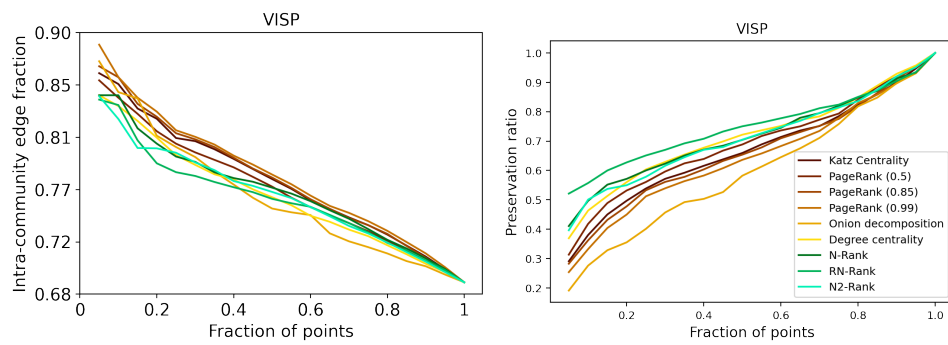 VISP
Intra-community edge fraction
0.90
0.85
0.81
0.77
0.72
0.68
0
0.2
0.4
0.6
0.8
1
Fraction of points
VISP
Preservation ratio
1.0
0.9
0.8
0.7
0.6
0.5
0.4
0.3
0.2
Katz Centrality
PageRank (0.5)
PageRank (0.85)
PageRank (0.99)
Onion decomposition
Degree centrality
N-Rank
RN-Rank
N2-Rank
0.2
0.4
0.6
0.8
1.0
Fraction of points